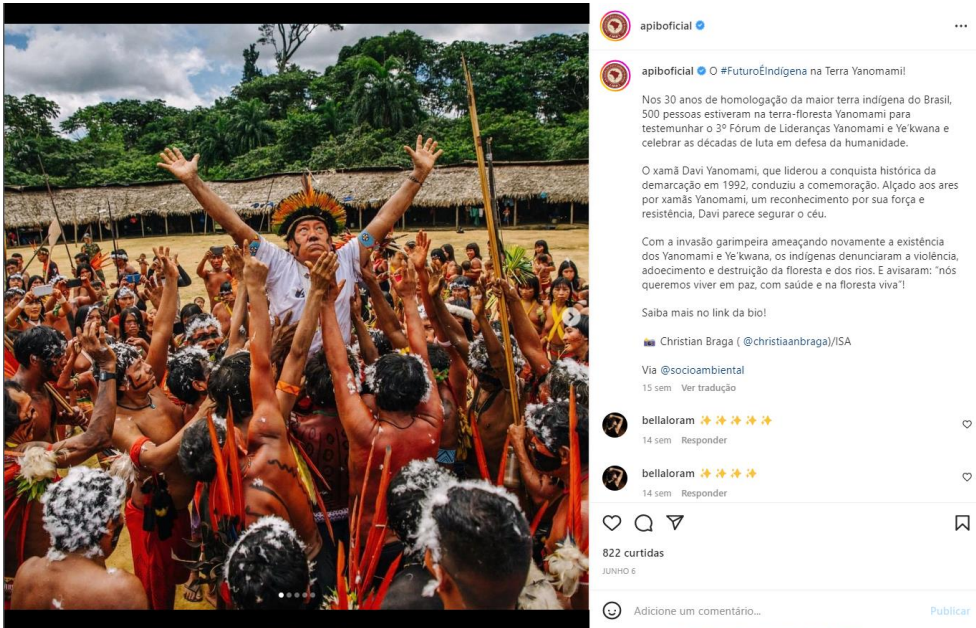 apiboficial
apiboficial O #FuturoÉIndígena na Terra Yanomami!
Nos 30 anos de homologação da maior terra indígena do Brasil,
500 pessoas estiveram na terra-floresta Yanomami para
testemunhar o 3º Fórum de Lideranças Yanomami e Ye'kwana e
celebrar as décadas de luta em defesa da humanidade.
O xamã Davi Yanomami, que liderou a conquista histórica da
demarcação em 1992, conduziu a comemoração. Alçado aos ares
por xamãs Yanomami, um reconhecimento por sua força e
resistência, Davi parece segurar o céu.
Com a invasão garimpeira ameaçando novamente a existência
dos Yanomami e Ye'kwana, os indígenas denunciaram a violência,
adoecimento e destruição da floresta e dos rios. E avisaram: "nós
queremos viver em paz, com saúde e na floresta viva"!
Saiba mais no link da bio!
Christian Braga ( @christiaanbraga)/ISA
Via @socioambiental
15 sem Ver tradução
bellaloram
14 sem Responder
bellaloram
14 sem Responder
822 curtidas
JUNHO 6
Adicione um comentário... Publicar